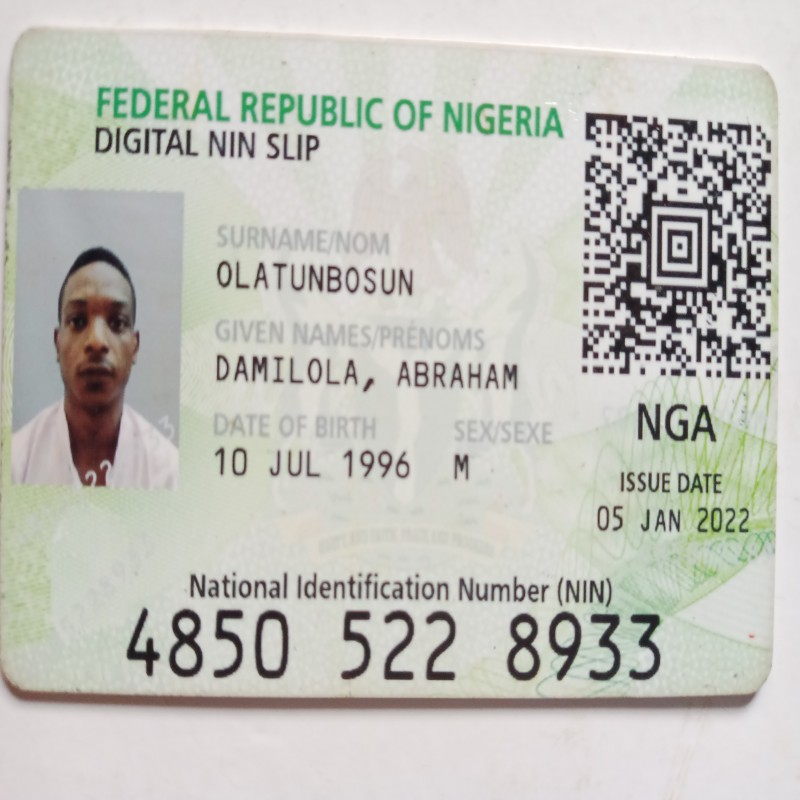 FEDERAL REPUBLIC OF NIGERIA
DIGITAL NIN SLIP
SURNAME/NOM
OLATUNBOSUN
GIVEN NAMES/PRÉNOMS
DAMILOLA, ABRAHAM
DATE OF BIRTH SEX/SEXE
10 JUL 1996 M
NGA
ISSUE DATE
05 JAN 2022
National Identification Number (NIN)
4850 522 8933